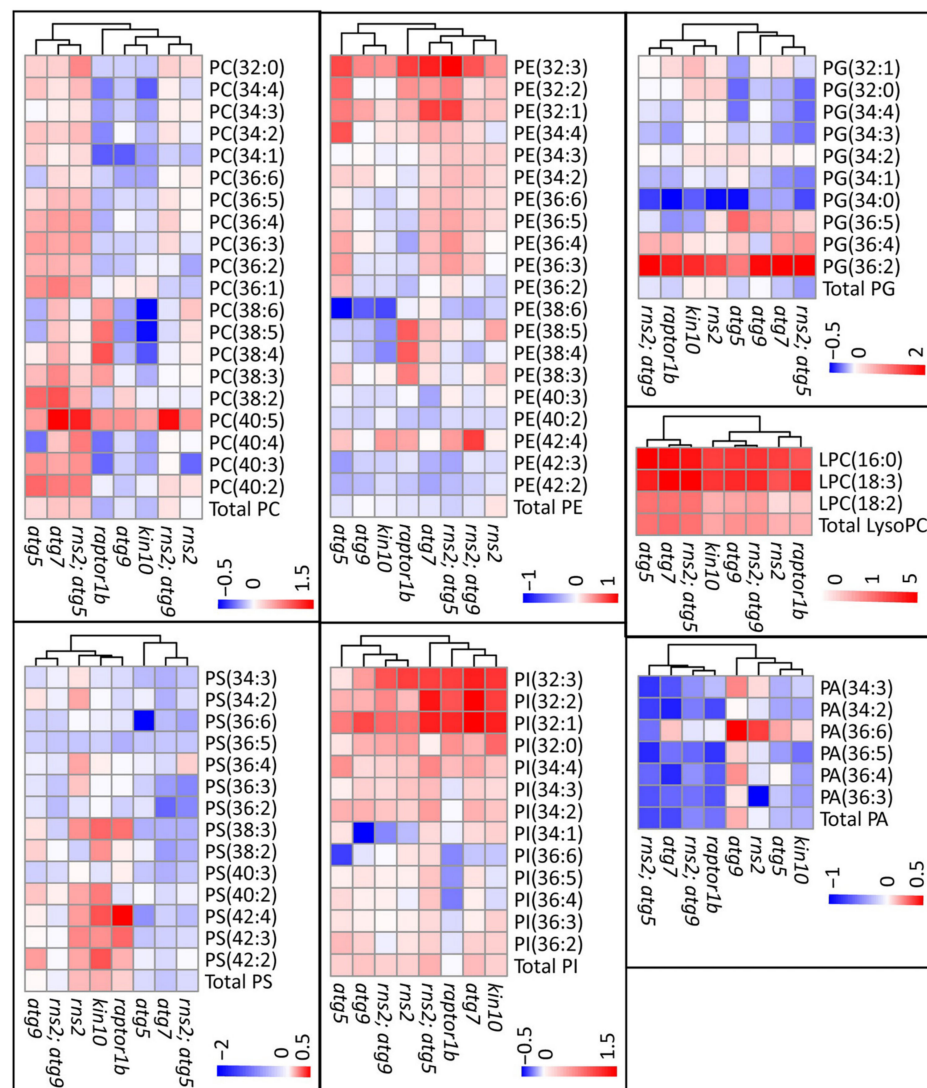 PC(32:0)
PC(34:4)
PC(34:3)
PC(34:2)
PC(34:1)
PC(36:6)
PC(36:5)
PC(36:4)
PC(36:3)
PC(36:2)
PC(36:1)
PC(38:6)
PC(38:5)
PC(38:4)
PC(38:3)
PC(38:2)
PC(40:5)
PC(40:4)
PC(40:3)
PC(40:2)
Total PC
atg5
atg7
rns2; atg5
raptor1b
atg9
kin10
rns2; atg9
rns2
−0.5
0
1.5
PE(32:3)
PE(32:2)
PE(32:1)
PE(34:4)
PE(34:3)
PE(34:2)
PE(36:6)
PE(36:5)
PE(36:4)
PE(36:3)
PE(36:2)
PE(38:6)
PE(38:5)
PE(38:4)
PE(38:3)
PE(40:3)
PE(40:2)
PE(42:4)
PE(42:3)
PE(42:2)
Total PE
atg5
atg9
kin10
raptor1b
atg7
rns2; atg5
rns2; atg9
rns2
−1
0
1
PG(32:1)
PG(32:0)
PG(34:4)
PG(34:3)
PG(34:2)
PG(34:1)
PG(34:0)
PG(36:5)
PG(36:4)
PG(36:2)
Total PG
rns2; atg9
raptor1b
kin10
rns2
atg5
atg9
atg7
rns2; atg5
−0.5
0
2
LPC(16:0)
LPC(18:3)
LPC(18:2)
Total LysoPC
atg5
atg7
rns2; atg5
kin10
atg9
rns2; atg9
rns2
raptor1b
0
1
5
PS(34:3)
PS(34:2)
PS(36:6)
PS(36:5)
PS(36:4)
PS(36:3)
PS(36:2)
PS(38:3)
PS(38:2)
PS(40:3)
PS(40:2)
PS(42:4)
PS(42:3)
PS(42:2)
Total PS
atg9
rns2; atg9
rns2
kin10
raptor1b
atg5
atg7
rns2; atg5
−2
0
0.5
PI(32:3)
PI(32:2)
PI(32:1)
PI(32:0)
PI(34:4)
PI(34:3)
PI(34:2)
PI(34:1)
PI(36:6)
PI(36:5)
PI(36:4)
PI(36:3)
PI(36:2)
Total PI
atg5
atg9
rns2; atg9
rns2
rns2; atg5
raptor1b
atg7
kin10
−0.5
0
1.5
PA(34:3)
PA(34:2)
PA(36:6)
PA(36:5)
PA(36:4)
PA(36:3)
Total PA
rns2; atg5
atg7
rns2; atg9
raptor1b
atg9
rns2
atg5
kin10
−1
0
0.5